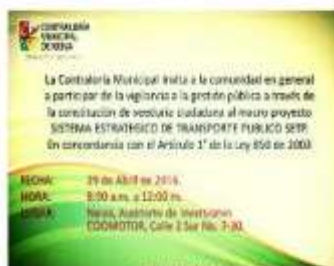 CONTRALORÍA
MUNICIPAL
DE NEIVA
La Contraloría Municipal invita a la comunidad en general
a participar de la vigilancia a la gestión pública a través de
la constitución de veeduría ciudadana al macro proyecto
SISTEMA ESTRATEGICO DE TRANSPORTE PUBLICO SETP.
En concordancia con el Artículo 1° de la Ley 850 de 2003
FECHA: 29 de Abril de 2016.
HORA: 8:00 a.m. a 12:00 m.
LUGAR: Neiva, Auditorio de
COOMOTOR, Calle 2 Sur No. 7-30.